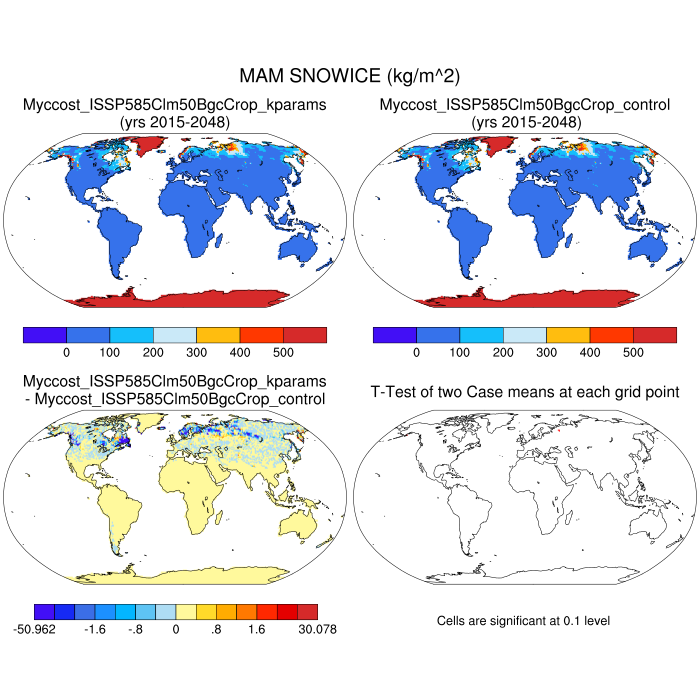 MAM SNOWICE (kg/m^2)
Myccost_ISSP585Clm50BgcCrop_kparams
(yrs 2015-2048)
Myccost_ISSP585Clm50BgcCrop_control
(yrs 2015-2048)
0 100 200 300 400 500
0 100 200 300 400 500
Myccost_ISSP585Clm50BgcCrop_kparams
- Myccost_ISSP585Clm50BgcCrop_control
T-Test of two Case means at each grid point
-50.962 -1.6 -.8 0 .8 1.6 30.078
Cells are significant at 0.1 level